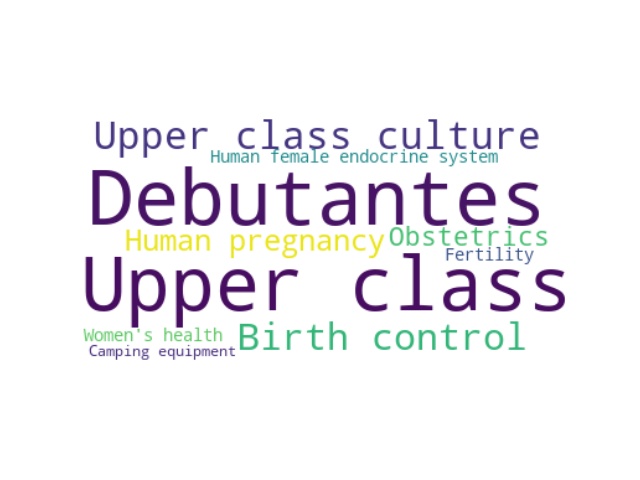 Upper class culture
Human female endocrine system
Debutantes
Human pregnancy
Obstetrics
Fertility
Upper class
Women's health
Birth control
Camping equipment